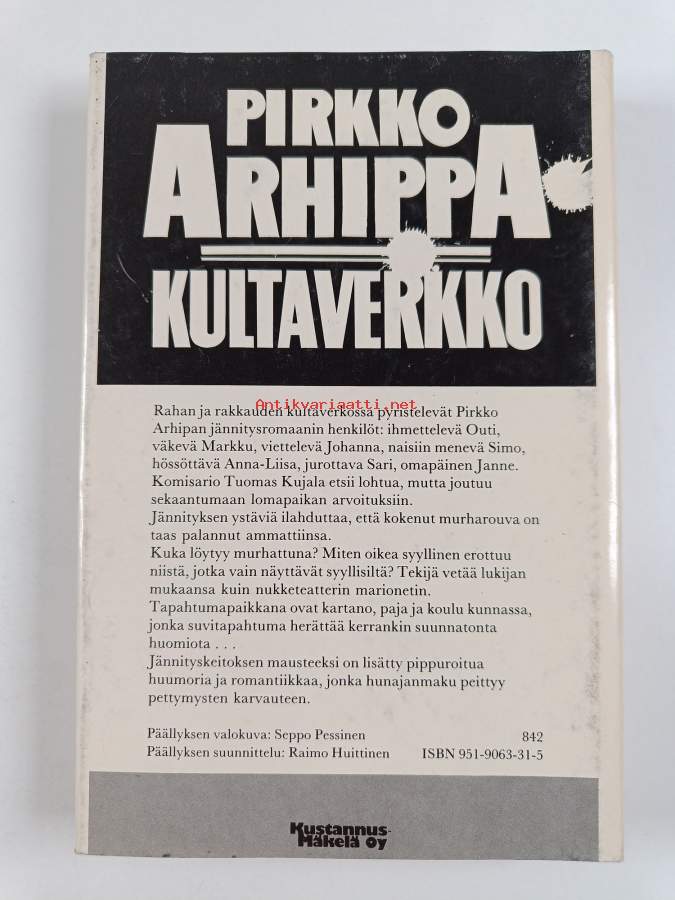 PIRKKO
ARHIPPA
KULTAVERKKO
Antikvariaatti.net
Rahan ja rakkauden kultaverkossa pyristelevät Pirkko
Arhipan jännitysromaanin henkilöt: ihmettelevä Outi,
väkevä Markku, viettelevä Johanna, naisiin menevä Simo,
hössöttävä Anna-Liisa, jurottava Sari, omapäinen Janne.
Komisario Tuomas Kujala etsii lohtua, mutta joutuu
sekaantumaan lomapaikan arvoituksiin.
Jännityksen ystäviä ilahduttaa, että kokenut murharouva on
taas palannut ammattiinsa.
Kuka löytyy murhattuna? Miten oikea syyllinen erottuu
niistä, jotka vain näyttävät syyllisiltä? Tekijä vetää lukijan
mukaansa kuin nukketeatterin marionetin.
Tapahtumapaikkana ovat kartano, paja ja koulu kunnassa,
jonka suvitapahtuma herättää kerrankin suunnatonta
huomiota . . .
Jännityskeitoksen mausteeksi on lisätty pippuroitua
huumoria ja romantiikkaa, jonka hunajanmaku peittyy
pettymysten karvauteen.
Päällyksen valokuva: Seppo Pessinen 842
Päällyksen suunnittelu: Raimo Huittinen ISBN 951-9063-31-5
Kustannus-
Mäkelä Oy